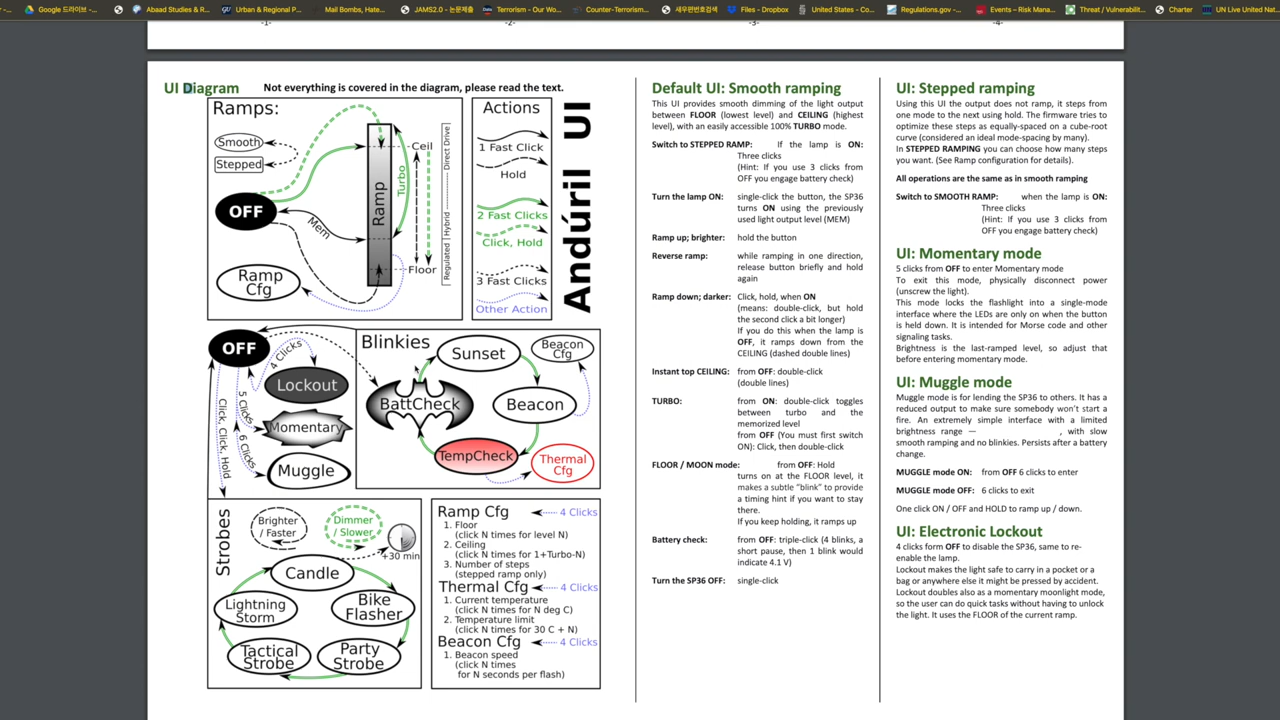 Google 드라이브 -...
Abaad Studies & R...
Urban & Regional P...
Mail Bombs, Hate...
JAMS2.0 - 논문제출
Terrorism - Our Wo...
Counter-Terrorism...
새우편번호검색
Files - Dropbox
United States - Co...
Regulations.gov -...
Events – Risk Mana...
Threat / Vulnerabilit...
Charter
UN Live United Nat...
-1-
-2-
-3-
-4-
UI Diagram
Not everything is covered in the diagram, please read the text.
Ramps:
Smooth
Stepped
OFF
Mem
Ramp
Cfg
Ramp
Turbo
Ceil
Floor
Regulated | Hybrid ---------- Direct Drive
Actions
1 Fast Click
Hold
2 Fast Clicks
Click, Hold
3 Fast Clicks
Other Action
Andúril UI
OFF
4 Clicks
Lockout
5 Clicks
Momentary
6 Clicks
Muggle
Click, Click, Hold
Blinkies
Sunset
Beacon
Cfg
BattCheck
Beacon
TempCheck
Thermal
Cfg
Strobes
Brighter
/ Faster
Dimmer
/ Slower
+30 min
Candle
Lightning
Storm
Bike
Flasher
Tactical
Strobe
Party
Strobe
Ramp Cfg
4 Clicks
1. Floor
(click N times for level N)
2. Ceiling
(click N times for 1+Turbo-N)
3. Number of steps
(stepped ramp only)
Thermal Cfg
4 Clicks
1. Current temperature
(click N times for N deg C)
2. Temperature limit
(click N times for 30 C + N)
Beacon Cfg
4 Clicks
1. Beacon speed
(click N times
for N seconds per flash)
Default UI: Smooth ramping
This UI provides smooth dimming of the light output
between FLOOR (lowest level) and CEILING (highest
level), with an easily accessible 100% TURBO mode.
Switch to STEPPED RAMP: If the lamp is ON:
Three clicks
(Hint: If you use 3 clicks from
OFF you engage battery check)
Turn the lamp ON: single-click the button, the SP36
turns ON using the previously
used light output level (MEM)
Ramp up; brighter: hold the button
Reverse ramp: while ramping in one direction,
release button briefly and hold
again
Ramp down; darker: Click, hold, when ON
(means: double-click, but hold
the second click a bit longer)
If you do this when the lamp is
OFF, it ramps down from the
CEILING (dashed double lines)
Instant top CEILING: from OFF: double-click
(double lines)
TURBO: from ON: double-click toggles
between turbo and the
memorized level
from OFF (You must first switch
ON): Click, then double-click
FLOOR / MOON mode: from OFF: Hold
turns on at the FLOOR level, it
makes a subtle "blink" to provide
a timing hint if you want to stay
there.
If you keep holding, it ramps up
Battery check: from OFF: triple-click (4 blinks, a
short pause, then 1 blink would
indicate 4.1 V)
Turn the SP36 OFF: single-click
UI: Stepped ramping
Using this UI the output does not ramp, it steps from
one mode to the next using hold. The firmware tries to
optimize these steps as equally-spaced on a cube-root
curve (considered an ideal mode-spacing by many).
In STEPPED RAMPING you can choose how many steps
you want. (See Ramp configuration for details).
All operations are the same as in smooth ramping
Switch to SMOOTH RAMP: when the lamp is ON:
Three clicks
(Hint: If you use 3 clicks from
OFF you engage battery check)
UI: Momentary mode
5 clicks from OFF to enter Momentary mode
To exit this mode, physically disconnect power
(unscrew the light).
This mode locks the flashlight into a single-mode
interface where the LEDs are only on when the button
is held down. It is intended for Morse code and other
signaling tasks.
Brightness is the last-ramped level, so adjust that
before entering momentary mode.
UI: Muggle mode
Muggle mode is for lending the SP36 to others. It has a
reduced output to make sure somebody won't start a
fire. An extremely simple interface with a limited
brightness range --- , with slow
smooth ramping and no blinkies. Persists after a battery
change.
MUGGLE mode ON: from OFF 6 clicks to enter
MUGGLE mode OFF: 6 clicks to exit
One click ON / OFF and HOLD to ramp up / down.
UI: Electronic Lockout
4 clicks form OFF to disable the SP36, same to re-
enable the lamp.
Lockout makes the light safe to carry in a pocket or a
bag or anywhere else it might be pressed by accident.
Lockout doubles also as a momentary moonlight mode,
so the user can do quick tasks without having to unlock
the light. It uses the FLOOR of the current ramp.